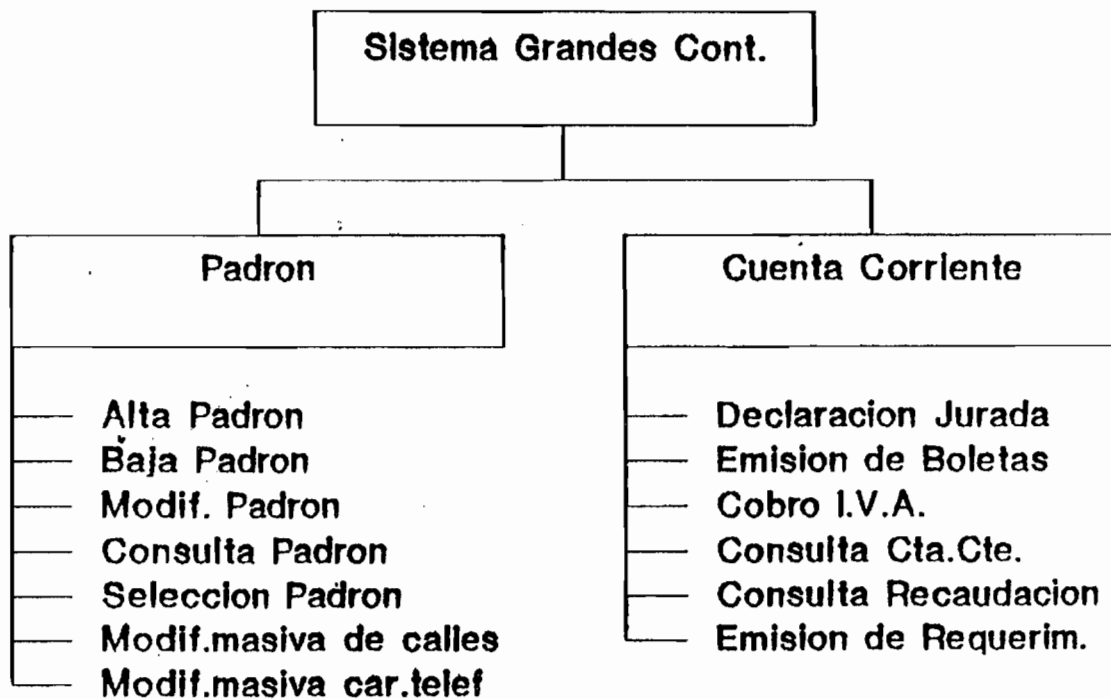 Sistema Grandes Cont.
Padron
Alta Padron
Baja Padron
Modif. Padron
Consulta Padron
Seleccion Padron
Modif.masiva de calles
Modif.masiva car.telef
Cuenta Corriente
Declaracion Jurada
Emision de Boletas
Cobro I.V.A.
Consulta Cta.Cte.
Consulta Recaudacion
Emision de Requerim.